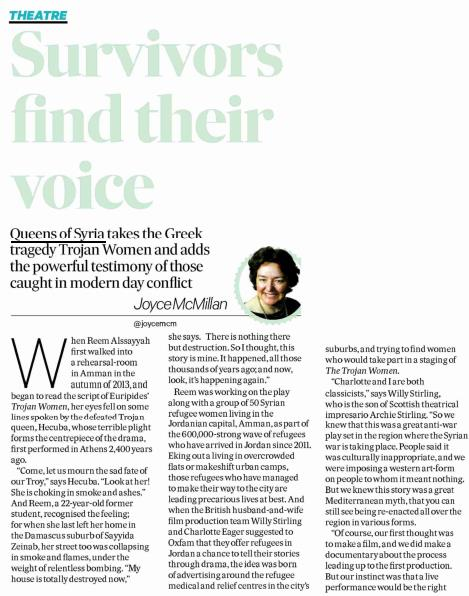 THEATRE
Survivors
find their
voice
Queens of Syria takes the Greek
tragedy Trojan Women and adds
the powerful testimony of those
caught in modern day conflict
Joyce McMillan
@joycemcm
When Reem Alssayyah
first walked into
a rehearsal-room
in Amman in the
autumn of 2013, and
began to read the script of Euripides'
Trojan Women, her eyes fell on some
lines spoken by the defeated Trojan
queen, Hecuba, whose terrible plight
forms the centrepiece of the drama,
first performed in Athens 2,400 years
ago.
"Come, let us mourn the sad fate of
our Troy," says Hecuba. "Look at her!
She is choking in smoke and ashes."
And Reem, a 22-year-old former
student, recognised the feeling;
for when she last left her home in
the Damascus suburb of Sayyida
Zeinab, her street too was collapsing
in smoke and flames, under the
weight of relentless bombing. "My
house is totally destroyed now,"
she says. There is nothing there
but destruction. So I thought, this
story is mine. It happened, all those
thousands of years ago; and now,
look, it's happening again."
Reem was working on the play
along with a group of 50 Syrian
refugee women living in the
Jordanian capital, Amman, as part of
the 600,000-strong wave of refugees
who have arrived in Jordan since 2011.
Eking out a living in overcrowded
flats or makeshift urban camps,
those refugees who have managed
to make their way to the city are
leading precarious lives at best. And
when the British husband-and-wife
film production team Willy Stirling
and Charlotte Eagar suggested to
Oxfam that they offer refugees in
Jordan a chance to tell their stories
through drama, the idea was born
of advertising around the refugee
medical and relief centres in the city's
suburbs, and trying to find women
who would take part in a staging of
The Trojan Women.
"Charlotte and I are both
classicists," says Willy Stirling,
who is the son of Scottish theatrical
impresario Archie Stirling, "So we
knew that this was a great anti-war
play set in the region where the Syrian
war is taking place. People said it
was culturally inappropriate, and we
were imposing a western art-form
on people to whom it meant nothing.
But we knew this story was a great
Mediterranean myth, that you can
still see being re-enacted all over the
region in various forms.
"Of course, our first thought was
to make a film, and we did make a
documentary about the process
leading up to the first production.
But our instinct was that a live
performance would be the right